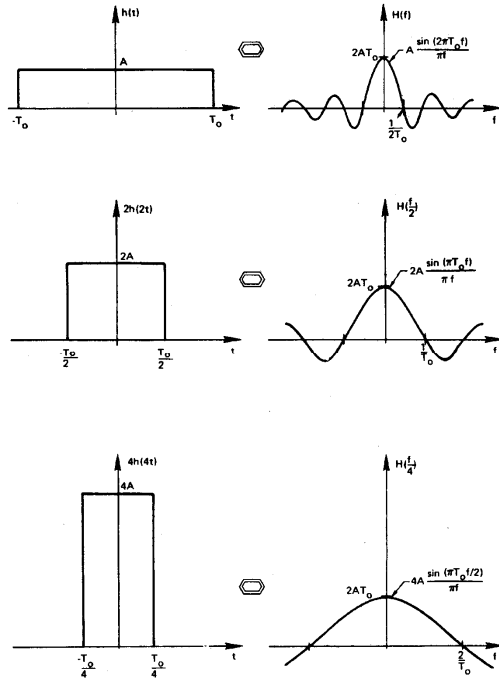 h(t)
H(f)
A
2AT₀
A sin (2πT₀f) / πf
-T₀
T₀
t
1/2T₀
f
2h(2t)
H(f/2)
2A
2AT₀
2A sin (πT₀f) / πf
-T₀/2
T₀/2
t
1/T₀
f
4h(4t)
H(f/4)
4A
2AT₀
4A sin (πT₀f/2) / πf
-T₀/4
T₀/4
t
2/T₀
f